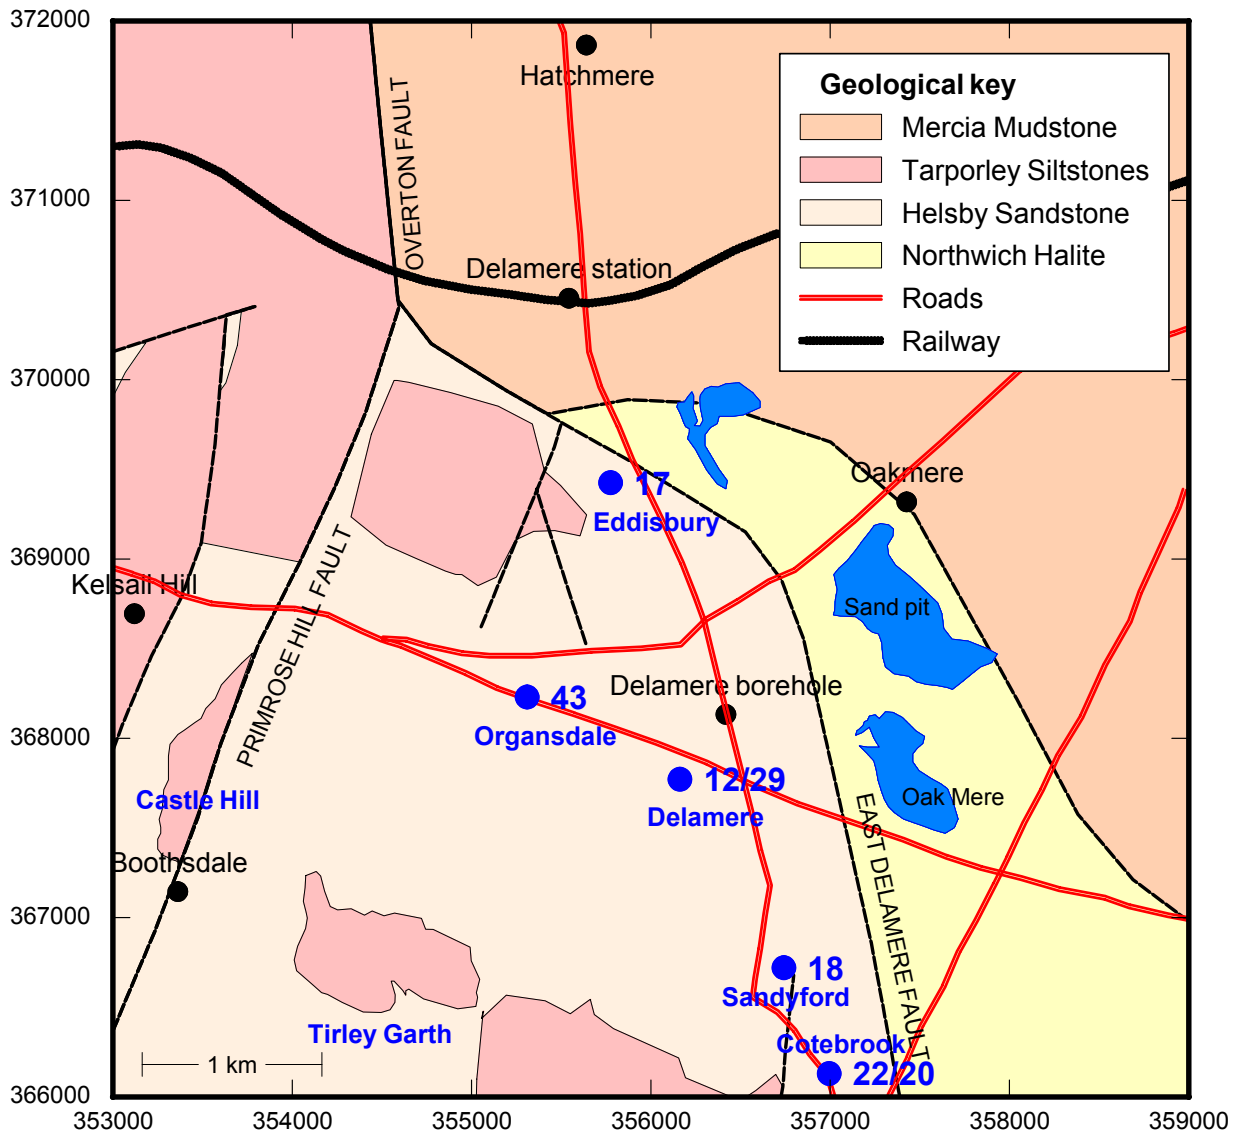 372000
Hatchmere
Geological key
Mercia Mudstone
Tarporley Siltstones
Helsby Sandstone
Northwich Halite
Roads
Railway
OVERTON FAULT
371000
Delamere station
370000
Oakmere
17
Eddisbury
369000
Kelsall Hill
Sand pit
PRIMROSE HILL FAULT
43
Organsdale
Delamere borehole
368000
12/29
Delamere
Castle Hill
Oak Mere
EAST DELAMERE FAULT
Boothsdale
367000
18
Sandyford
Tirley Garth
Cotebrook
22/20
1 km
366000
353000
354000
355000
356000
357000
358000
359000